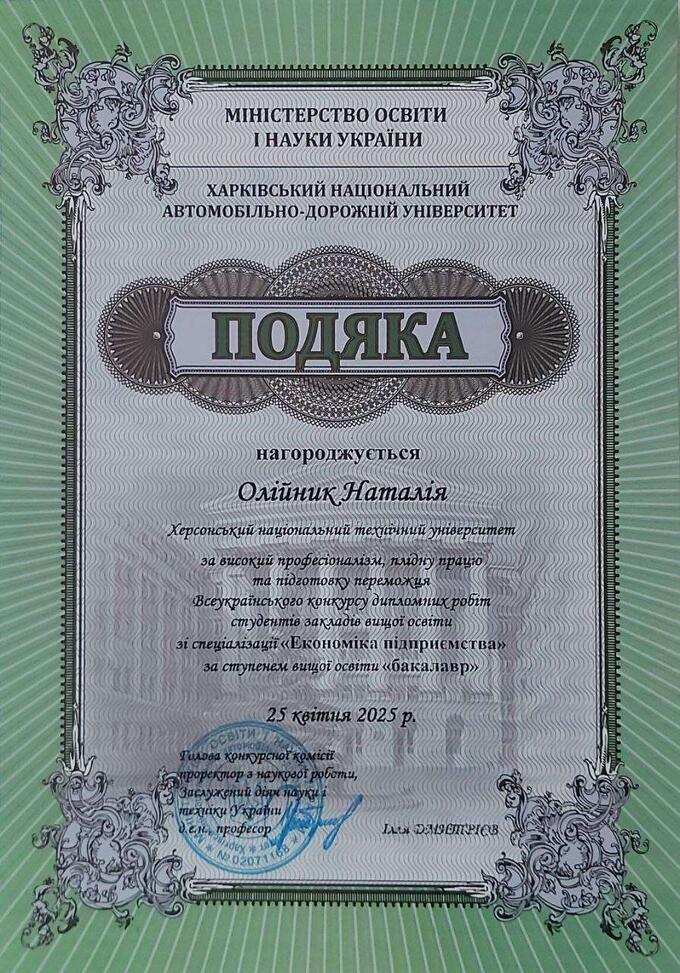 МІНІСТЕРСТВО ОСВІТИ
І НАУКИ УКРАЇНИ
ХАРКІВСЬКИЙ НАЦІОНАЛЬНИЙ
АВТОМОБІЛЬНО-ДОРОЖНІЙ УНІВЕРСИТЕТ
ПОДЯКА
нагороджується
Олійник Наталія
Херсонський національний технічний університет
за високий професіоналізм, плідну працю
та підготовку переможця
Всеукраїнського конкурсу дипломних робіт
студентів закладів вищої освіти
зі спеціалізації «Економіка підприємства»
за ступенем вищої освіти «бакалавр»
25 квітня 2025 р.
Голова конкурсної комісії
проректор з наукової роботи,
Заслужений діяч науки і
техніки України
д.е.н., професор
Ілля ДМИТРІЄВ
№ 02071168